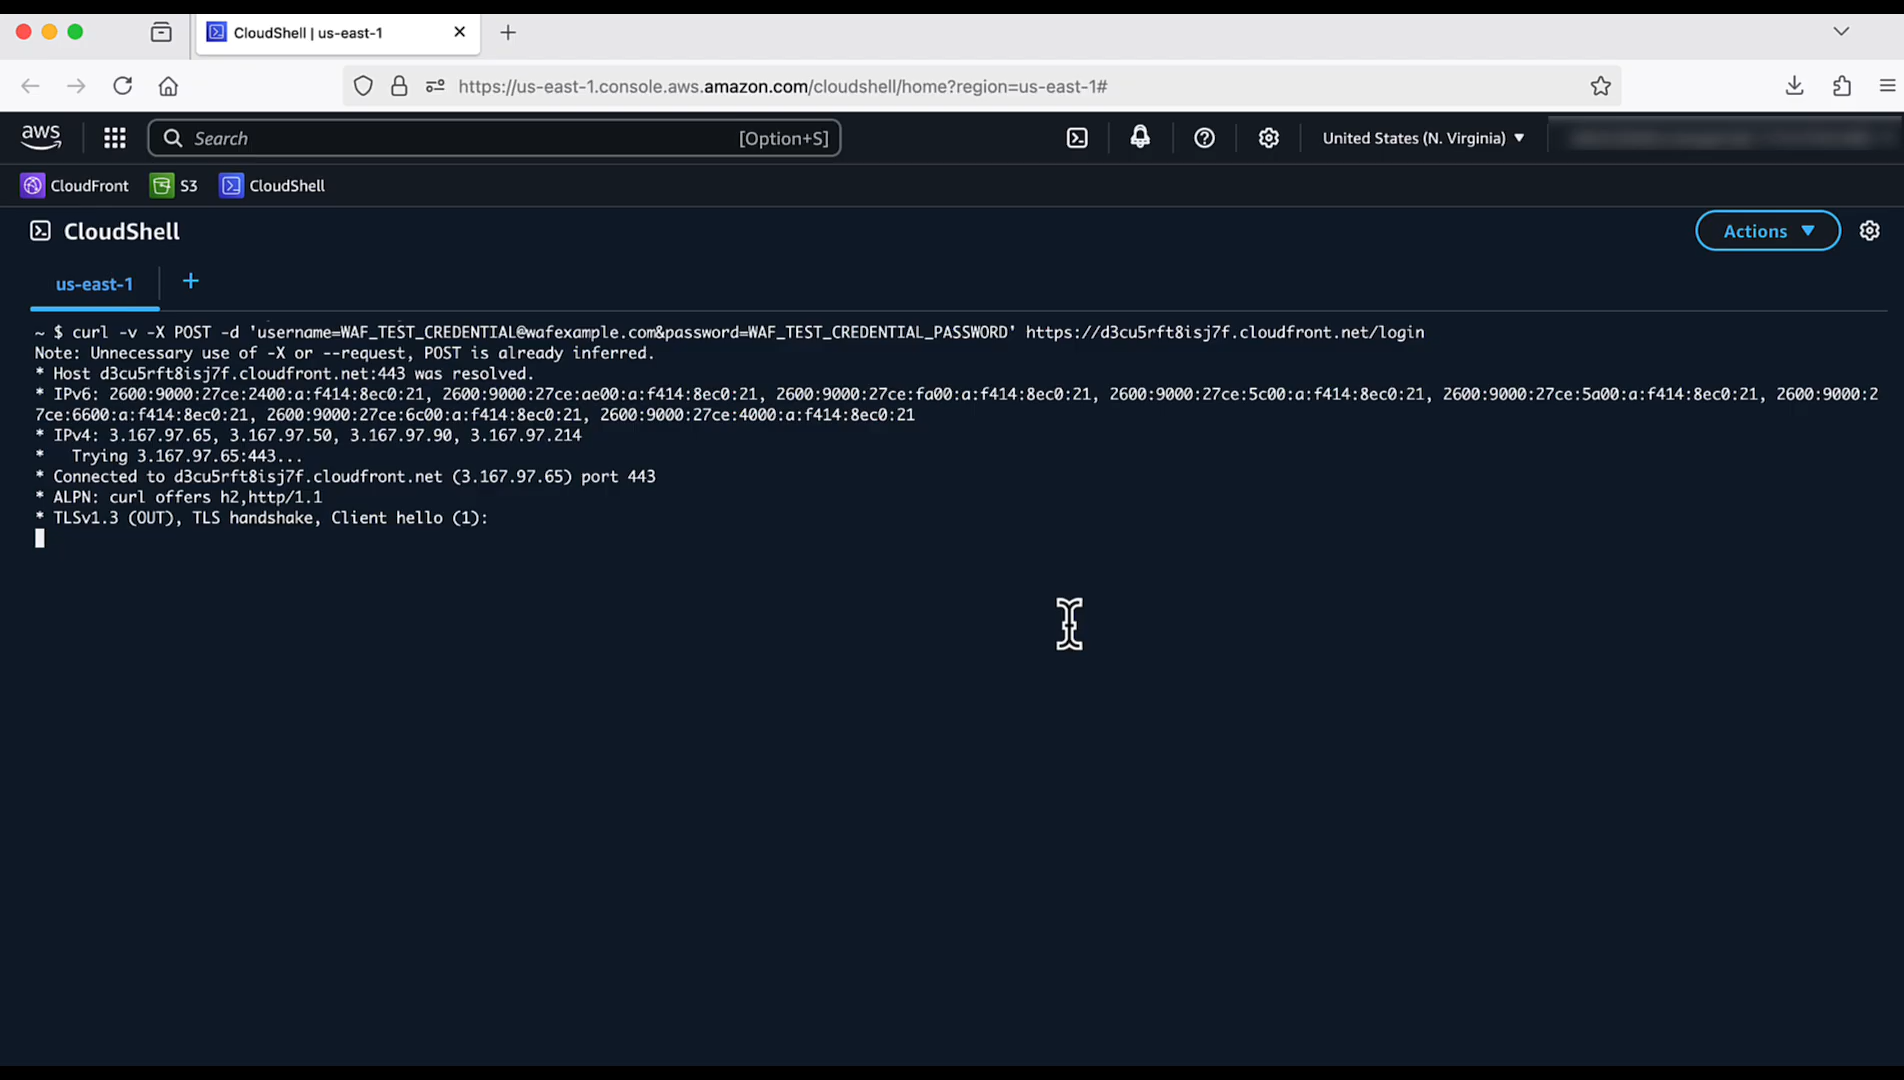 CloudShell | us-east-1
https://us-east-1.console.aws.amazon.com/cloudshell/home?region=us-east-1#
aws
Search
[Option+S]
United States (N. Virginia)
CloudFront
S3
CloudShell
CloudShell
Actions
us-east-1
~ $ curl -v -X POST -d 'username=WAF_TEST_CREDENTIAL@wafexample.com&password=WAF_TEST_CREDENTIAL_PASSWORD' https://d3cu5rft8isj7f.cloudfront.net/login
Note: Unnecessary use of -X or --request, POST is already inferred.
* Host d3cu5rft8isj7f.cloudfront.net:443 was resolved.
* IPv6: 2600:9000:27ce:2400:a:f414:8ec0:21, 2600:9000:27ce:ae00:a:f414:8ec0:21, 2600:9000:27ce:fa00:a:f414:8ec0:21, 2600:9000:27ce:5c00:a:f414:8ec0:21, 2600:9000:27ce:5a00:a:f414:8ec0:21, 2600:9000:2
7ce:6600:a:f414:8ec0:21, 2600:9000:27ce:6c00:a:f414:8ec0:21, 2600:9000:27ce:4000:a:f414:8ec0:21
* IPv4: 3.167.97.65, 3.167.97.50, 3.167.97.90, 3.167.97.214
*   Trying 3.167.97.65:443...
* Connected to d3cu5rft8isj7f.cloudfront.net (3.167.97.65) port 443
* ALPN: curl offers h2,http/1.1
* TLSv1.3 (OUT), TLS handshake, Client hello (1):